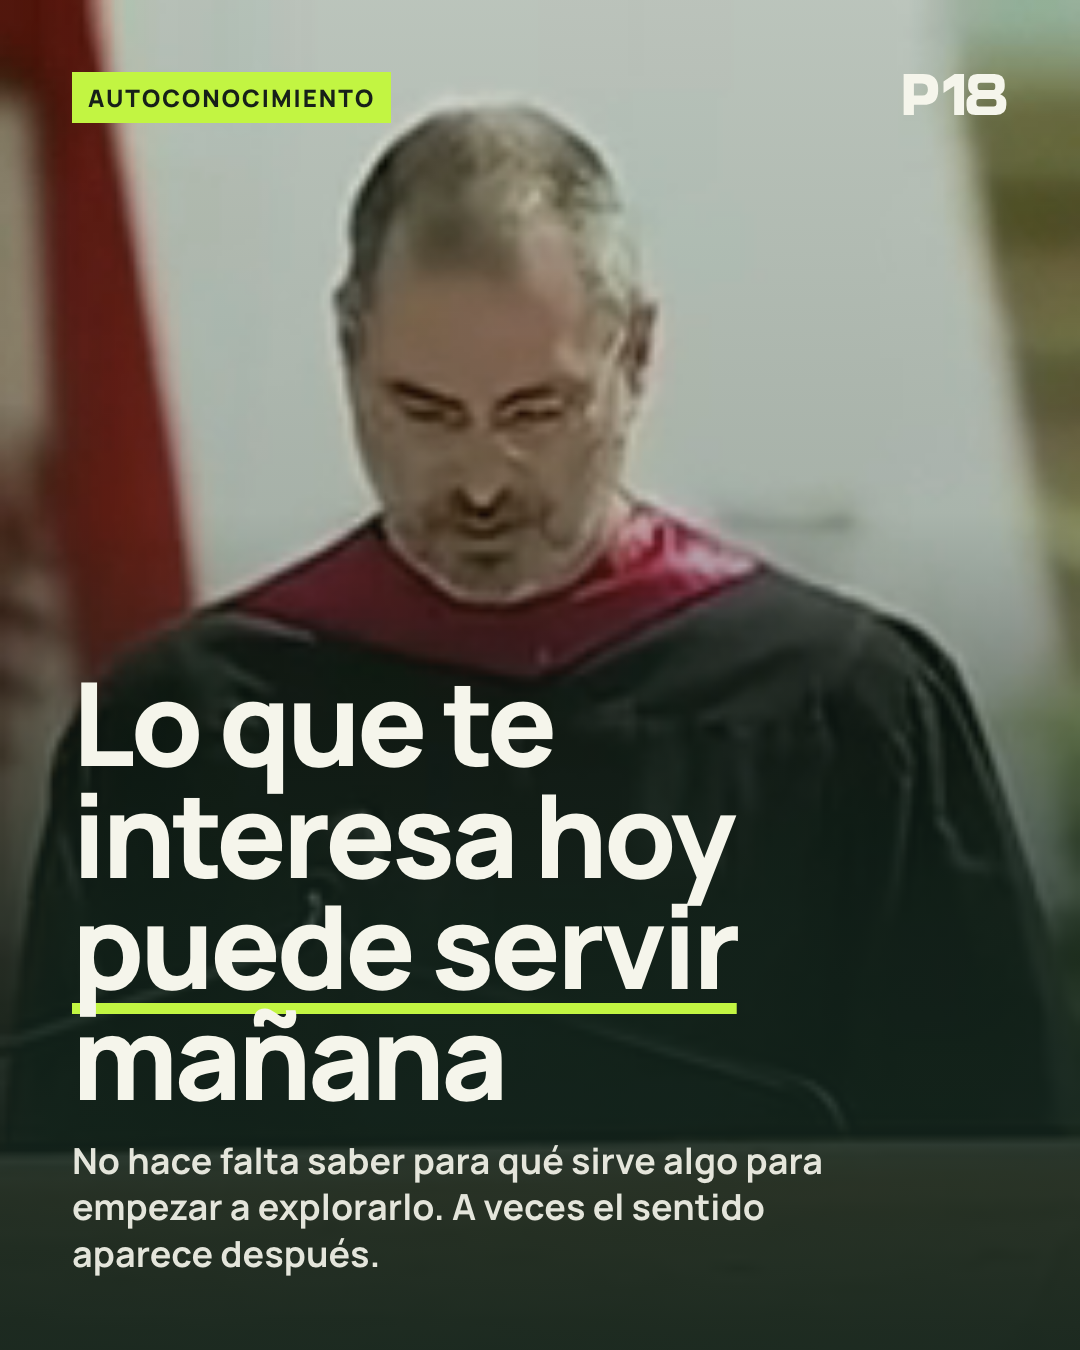 AUTOCONOCIMIENTO
P18
Lo que te
interesa hoy
puede servir
mañana
No hace falta saber para qué sirve algo para
empezar a explorarlo. A veces el sentido
aparece después.